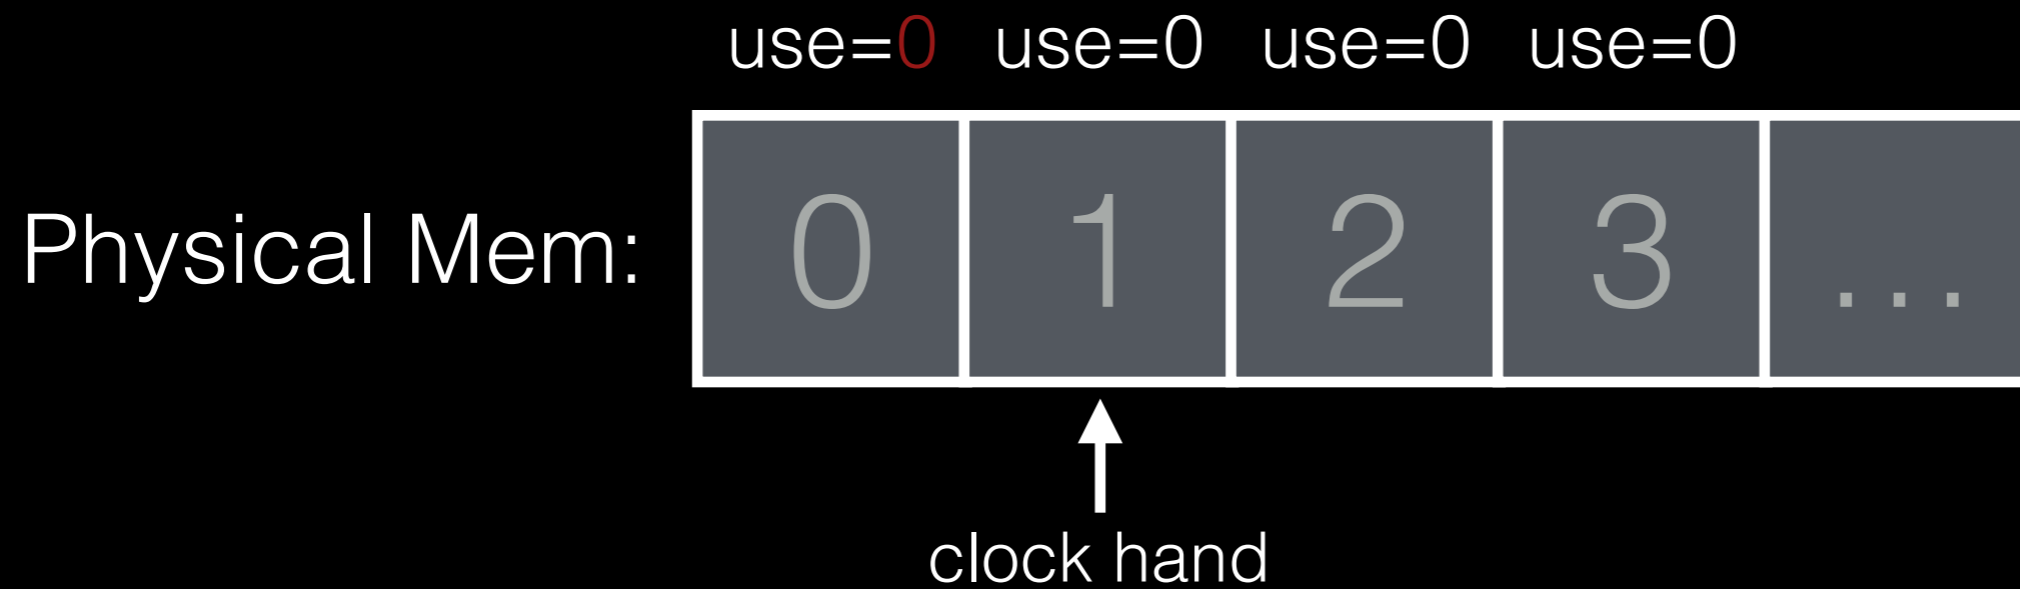 use=0 use=0 use=0 use=0
Physical Mem: 0 1 2 3 ...
clock hand